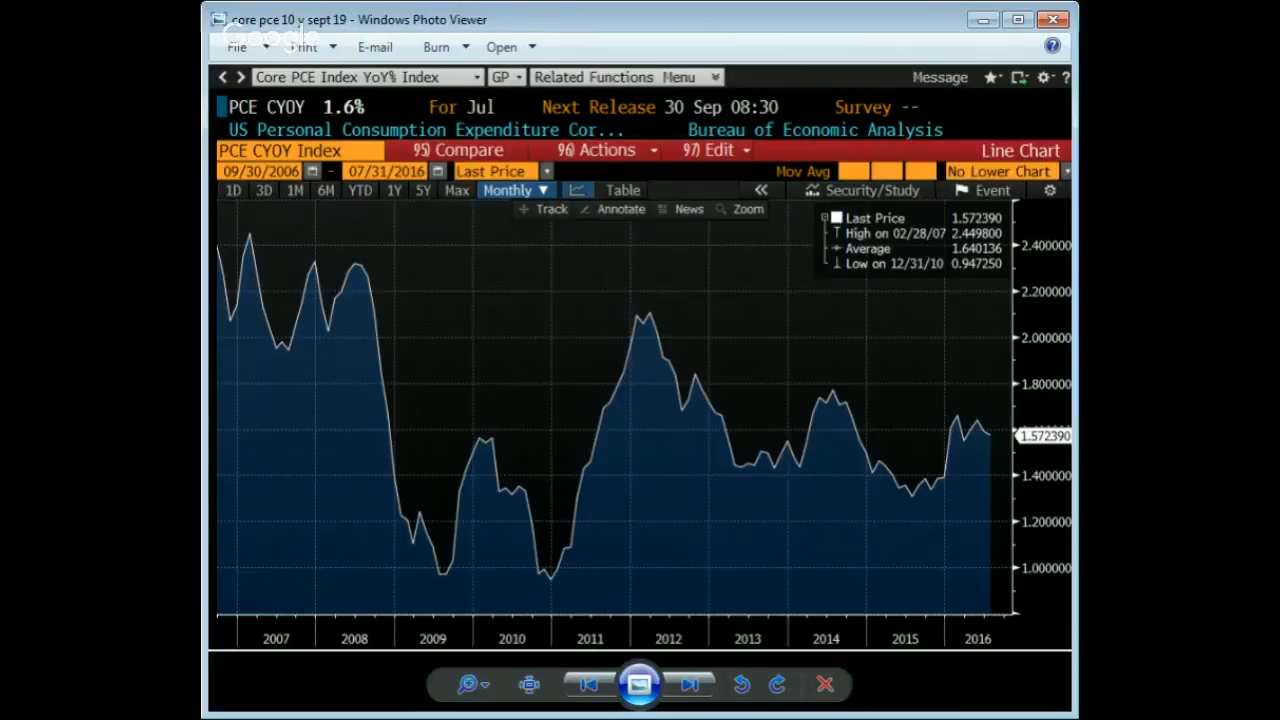 core pce 10 y sept 19 - Windows Photo Viewer
Google
File Print E-mail Burn Open
Core PCE Index YoY% Index GP Related Functions Menu Message
PCE CYOY 1.6% For Jul Next Release 30 Sep 08:30 Survey --
US Personal Consumption Expenditure Cor... Bureau of Economic Analysis
PCE CYOY Index 95) Compare 96) Actions 97) Edit Line Chart
09/30/2006 - 07/31/2016 Last Price Mov Avg No Lower Chart
1D 3D 1M 6M YTD 1Y 5Y Max Monthly ▼ Table « Security/Study Event
Track Annotate News Zoom
Last Price 1.572390
High on 02/28/07 2.449800
Average 1.640136
Low on 12/31/10 0.947250
2.400000
2.200000
2.000000
1.800000
1.572390
1.400000
1.200000
1.000000
2007 2008 2009 2010 2011 2012 2013 2014 2015 2016